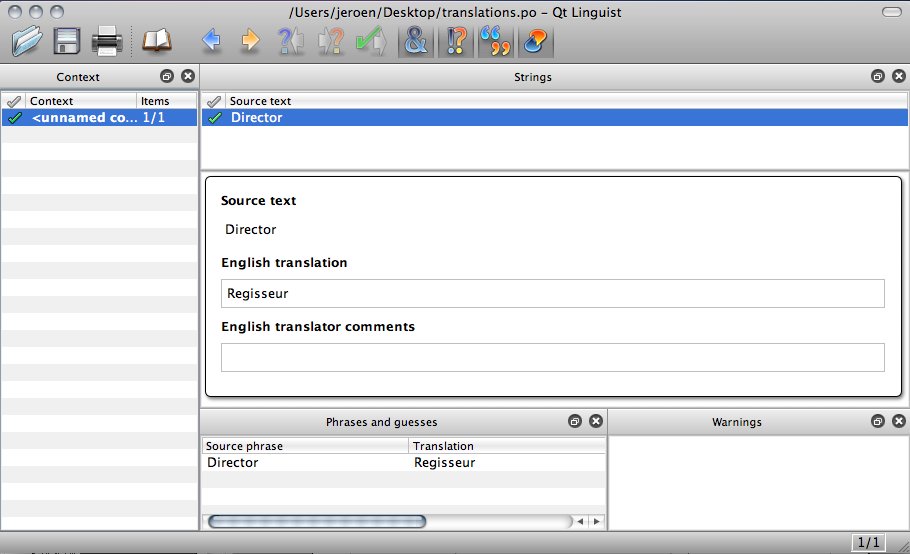 /Users/jeroen/Desktop/translations.po – Qt Linguist
Context
Strings
Context Items
<unnamed co... 1/1
Source text
Director
Source text
Director
English translation
Regisseur
English translator comments
Phrases and guesses
Source phrase Translation
Director Regisseur
Warnings
1/1